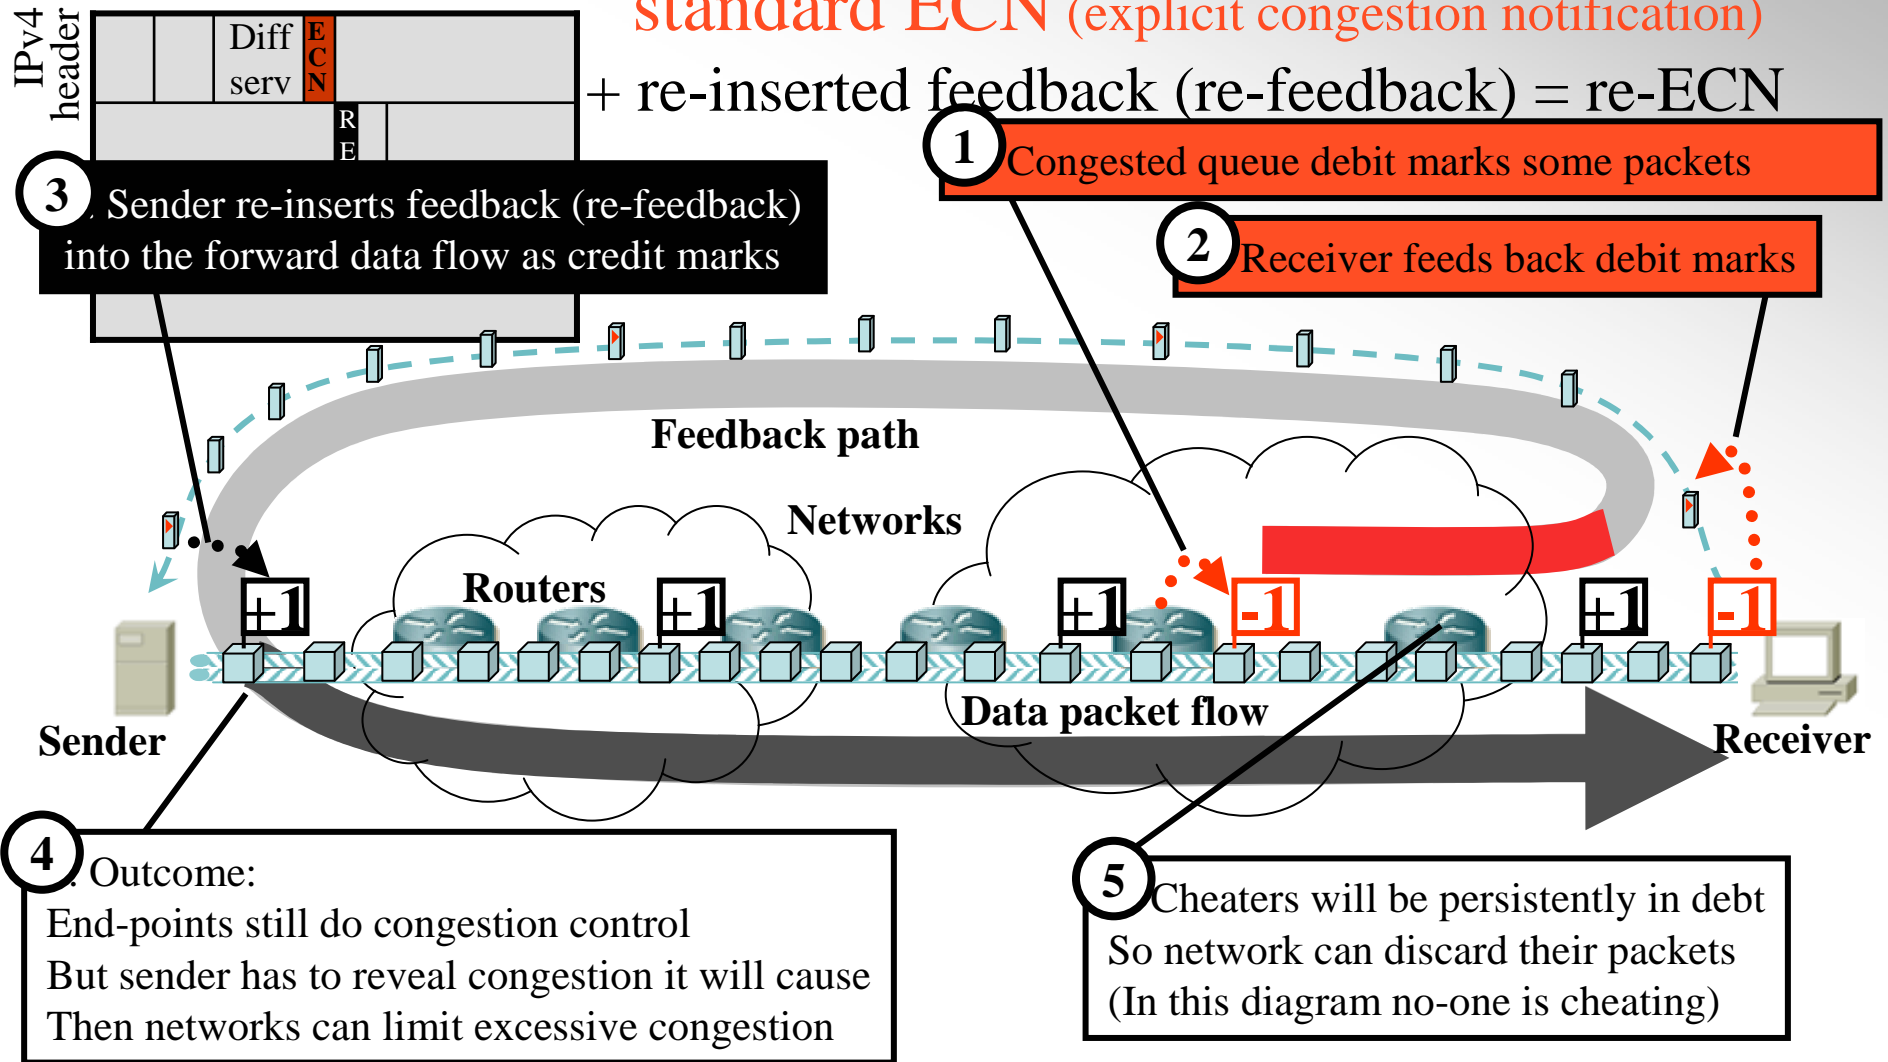 standard ECN (explicit congestion notification)
+ re-inserted feedback (re-feedback) = re-ECN
IPv4
header
Diff
serv
ECN
RE
1
Congested queue debit marks some packets
2
Receiver feeds back debit marks
3
. Sender re-inserts feedback (re-feedback)
into the forward data flow as credit marks
Feedback path
Networks
Routers
+1
+1
+1
-1
+1
-1
Data packet flow
Sender
Receiver
4
. Outcome:
End-points still do congestion control
But sender has to reveal congestion it will cause
Then networks can limit excessive congestion
5
Cheaters will be persistently in debt
So network can discard their packets
(In this diagram no-one is cheating)